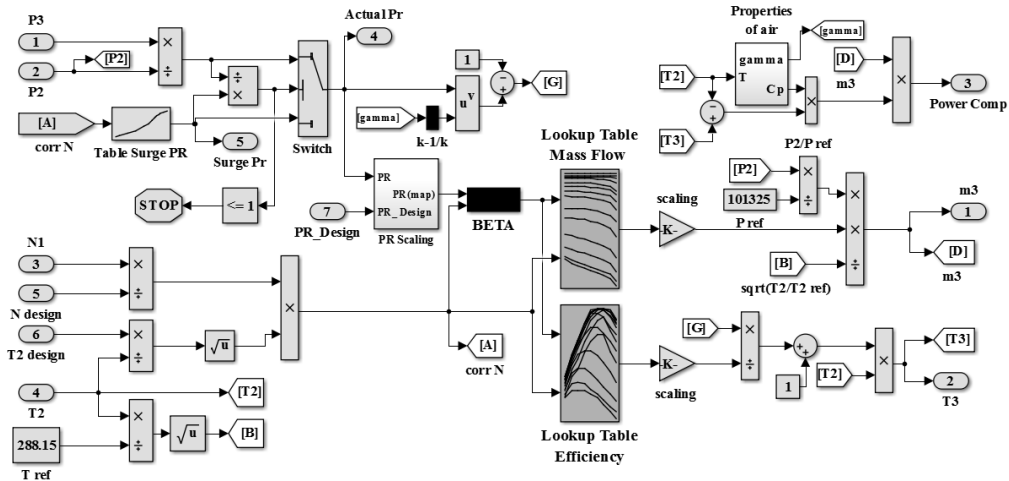 P3
1
2
P2
[P2]
×
÷
÷
×
[A]
corr N
Table Surge PR
5
Surge Pr
STOP
<= 1
Actual Pr
4
Switch
1
[gamma]
k-1/k
u^v
−
+
[G]
PR
PR_Design
PR(map)
PR Scaling
7
PR_Design
BETA
Lookup Table
Mass Flow
Properties
of air
[gamma]
[T2]
T
gamma
Cp
−
+
[T3]
×
[D]
m3
×
3
Power Comp
P2/P ref
[P2]
101325
×
÷
P ref
scaling
-K-
[B]
sqrt(T2/T2 ref)
×
×
÷
m3
1
[D]
m3
N1
3
5
N design
×
÷
6
T2 design
×
÷
√u
×
4
T2
[T2]
288.15
T ref
×
÷
√u
[B]
[A]
corr N
Lookup Table
Efficiency
-K-
scaling
[G]
×
÷
+
+
1
[T2]
×
[T3]
2
T3